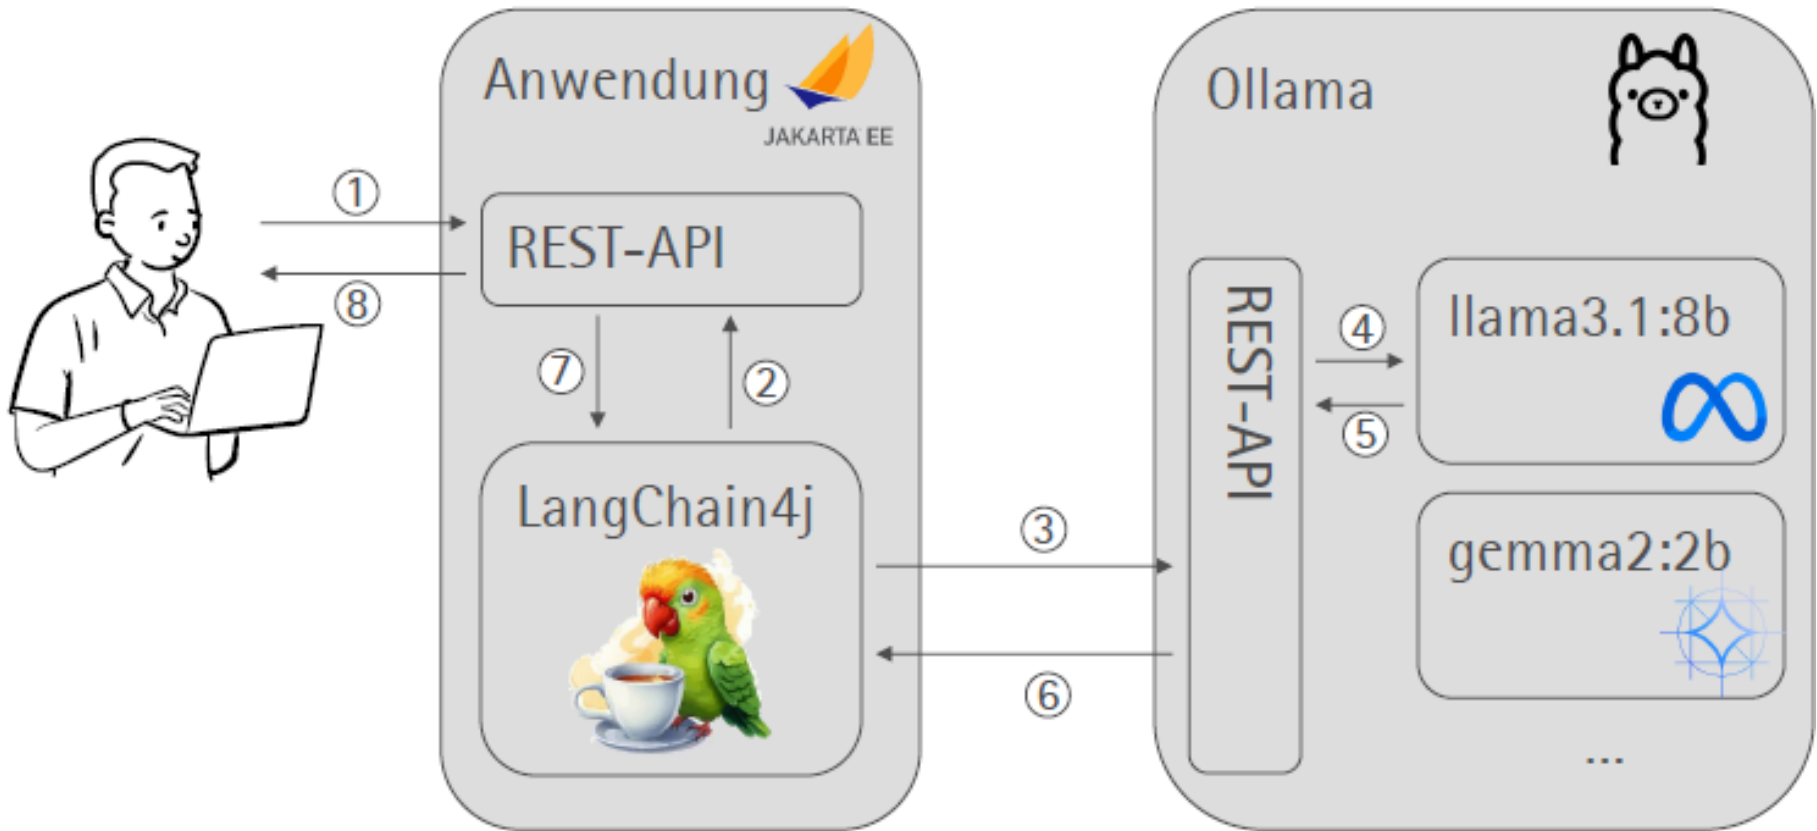 Anwendung
JAKARTA EE
①
REST-API
⑧
⑦
②
LangChain4j
③
⑥
Ollama
REST-API
④
⑤
llama3.1:8b
gemma2:2b
...